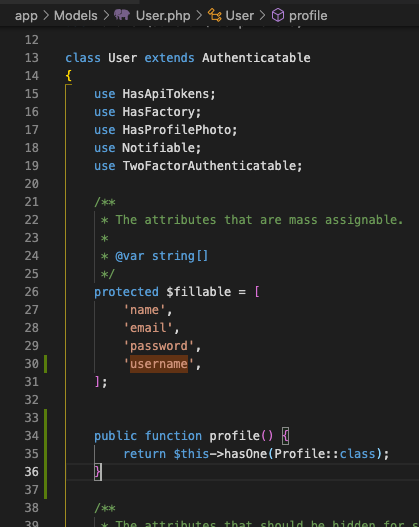 app > Models > User.php > User > profile
12
13 class User extends Authenticatable
14 {
15     use HasApiTokens;
16     use HasFactory;
17     use HasProfilePhoto;
18     use Notifiable;
19     use TwoFactorAuthenticatable;
20
21     /**
22      * The attributes that are mass assignable.
23      *
24      * @var string[]
25      */
26     protected $fillable = [
27         'name',
28         'email',
29         'password',
30         'username',
31     ];
32
33
34     public function profile() {
35         return $this->hasOne(Profile::class);
36     }
37
38     /**
39      * The attributes that should be hidden for s